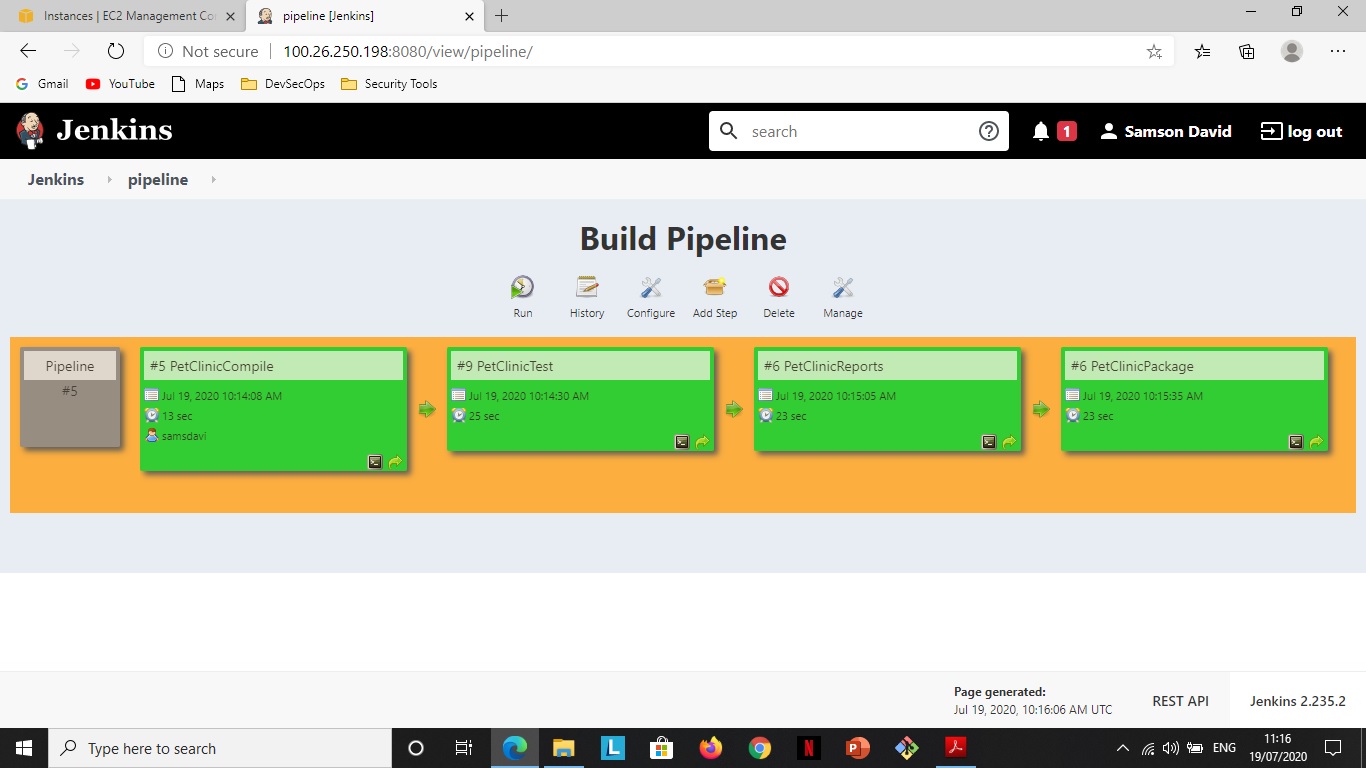 Instances | EC2 Management Co
pipeline [Jenkins]
Not secure
100.26.250.198:8080/view/pipeline/
Gmail
YouTube
Maps
DevSecOps
Security Tools
Jenkins
search
1
Samson David
log out
Jenkins
pipeline
Build Pipeline
Run
History
Configure
Add Step
Delete
Manage
Pipeline
#5
#5 PetClinicCompile
Jul 19, 2020 10:14:08 AM
13 sec
samsdavi
#9 PetClinicTest
Jul 19, 2020 10:14:30 AM
25 sec
#6 PetClinicReports
Jul 19, 2020 10:15:05 AM
23 sec
#6 PetClinicPackage
Jul 19, 2020 10:15:35 AM
23 sec
Page generated:
Jul 19, 2020, 10:16:06 AM UTC
REST API
Jenkins 2.235.2
Type here to search
ENG
11:16
19/07/2020